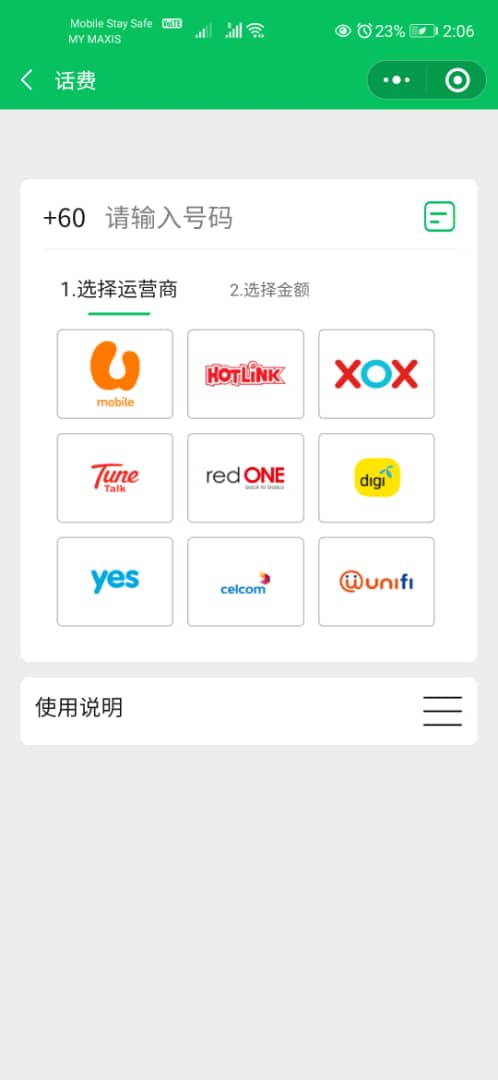 Mobile Stay Safe VoLTE
MY MAXIS
23% 2:06
话费
+60 请输入号码
1.选择运营商 2.选择金额
mobile HOTLINK XOX
Tune Talk red ONE digi
yes celcom unifi
使用说明